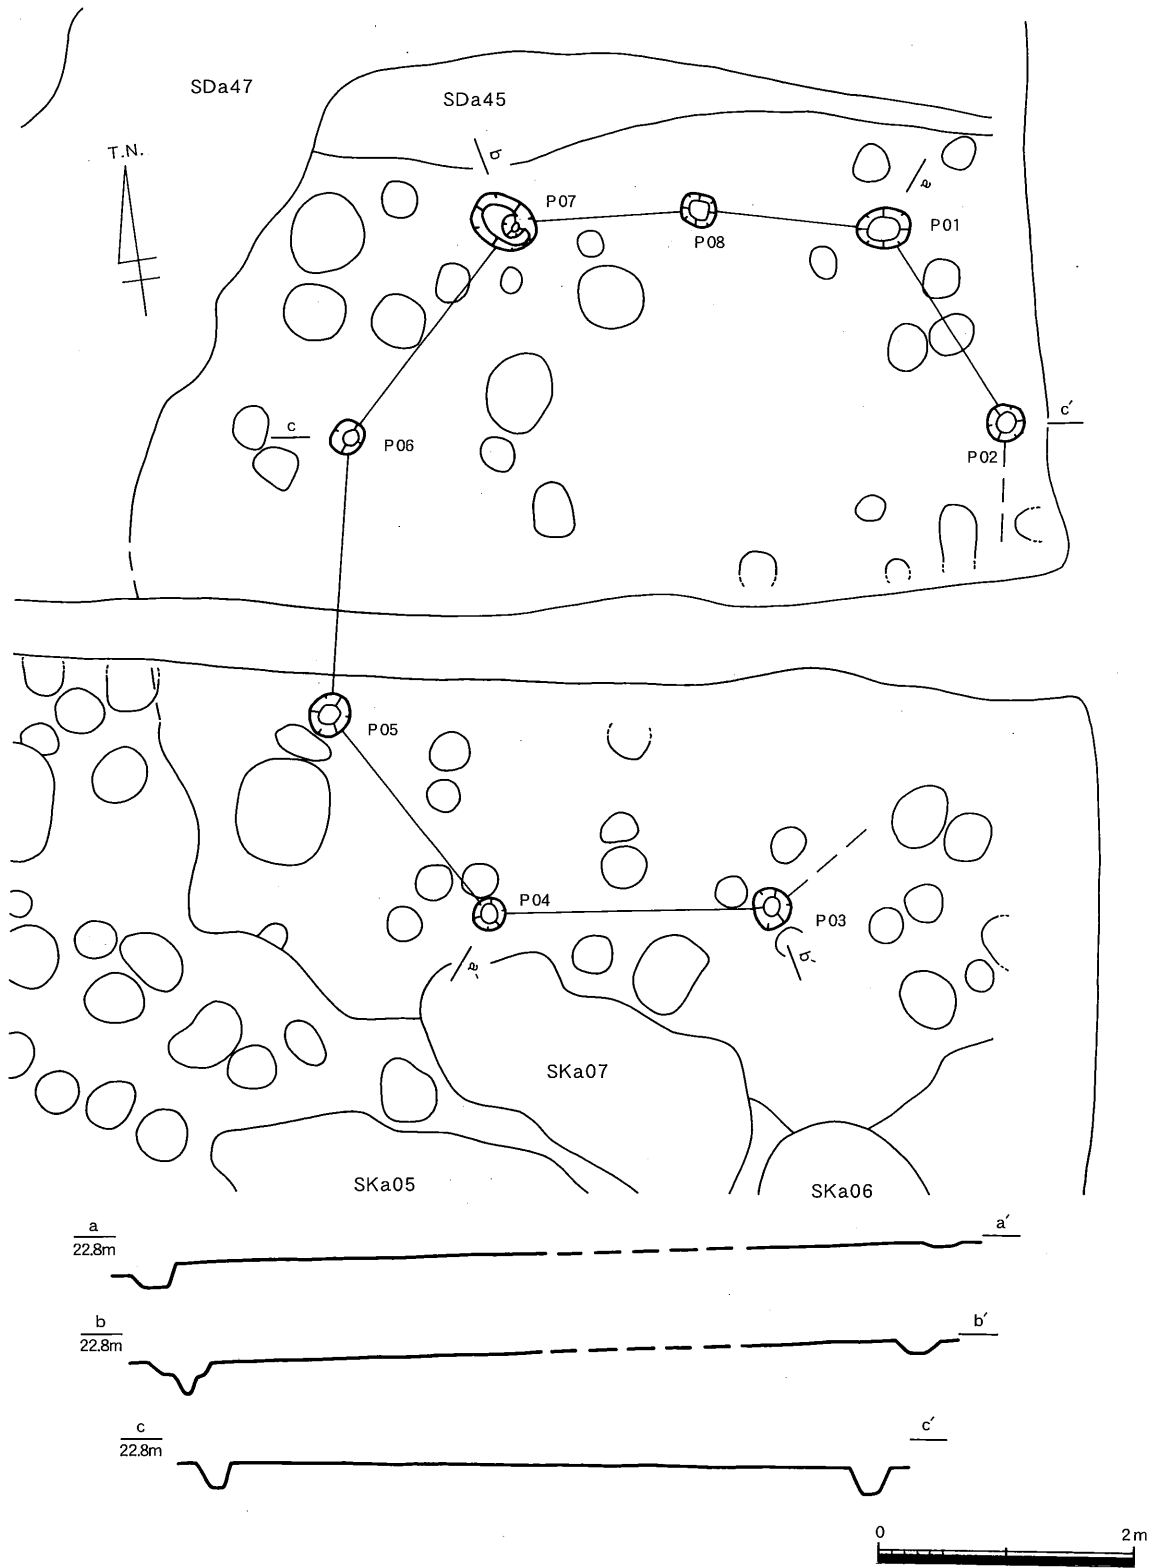 SDa47
SDa45
T.N.
b
a
P07
P08
P01
c
P06
c′
P02
P05
P04
P03
a′
b′
SKa07
SKa05
SKa06
a
22.8m
a′
b
22.8m
b′
c
22.8m
c′
0 2m